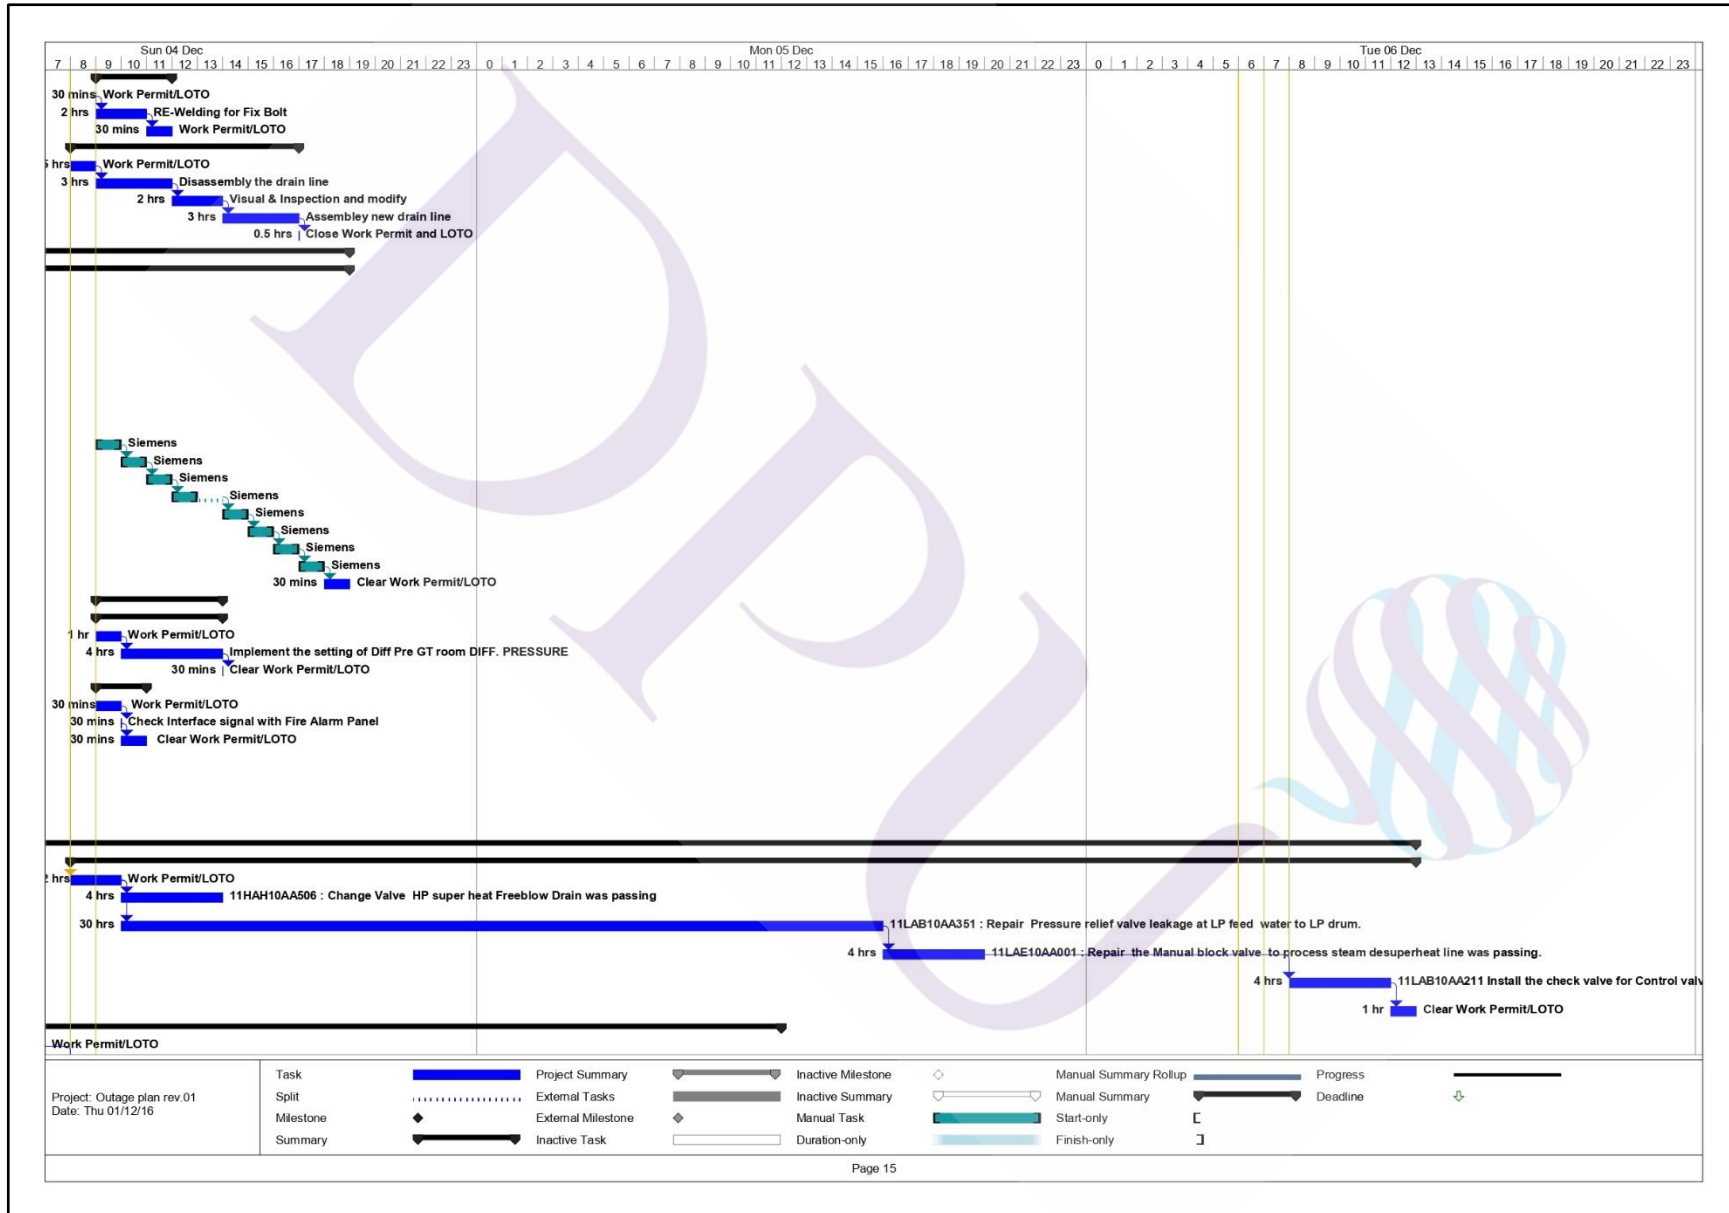 Sun 04 Dec Mon 05 Dec Tue 06 Dec
7 8 9 10 11 12 13 14 15 16 17 18 19 20 21 22 23 0 1 2 3 4 5 6 7 8 9 10 11 12 13 14 15 16 17 18 19 20 21 22 23 0 1 2 3 4 5 6 7 8 9 10 11 12 13 14 15 16 17 18 19 20 21 22 23
30 mins Work Permit/LOTO
2 hrs RE-Welding for Fix Bolt
30 mins Work Permit/LOTO
5 hrs Work Permit/LOTO
3 hrs Disassembly the drain line
2 hrs Visual & Inspection and modify
3 hrs Assembley new drain line
0.5 hrs Close Work Permit and LOTO
Siemens
Siemens
Siemens
Siemens
Siemens
Siemens
Siemens
Siemens
30 mins Clear Work Permit/LOTO
1 hr Work Permit/LOTO
4 hrs Implement the setting of Diff Pre GT room DIFF. PRESSURE
30 mins Clear Work Permit/LOTO
30 mins Work Permit/LOTO
30 mins Check Interface signal with Fire Alarm Panel
30 mins Clear Work Permit/LOTO
2 hrs Work Permit/LOTO
4 hrs 11HAH10AA506 : Change Valve HP super heat Freeblow Drain was passing
30 hrs 11LAB10AA351 : Repair Pressure relief valve leakage at LP feed water to LP drum.
4 hrs 11LAE10AA001 : Repair the Manual block valve to process steam desuperheat line was passing.
4 hrs 11LAB10AA211 Install the check valve for Control valv
1 hr Clear Work Permit/LOTO
Work Permit/LOTO
DPU
Project: Outage plan rev.01
Date: Thu 01/12/16
Task Project Summary Inactive Milestone Manual Summary Rollup Progress
Split External Tasks Inactive Summary Manual Summary Deadline
Milestone External Milestone Manual Task Start-only
Summary Inactive Task Duration-only Finish-only
Page 15